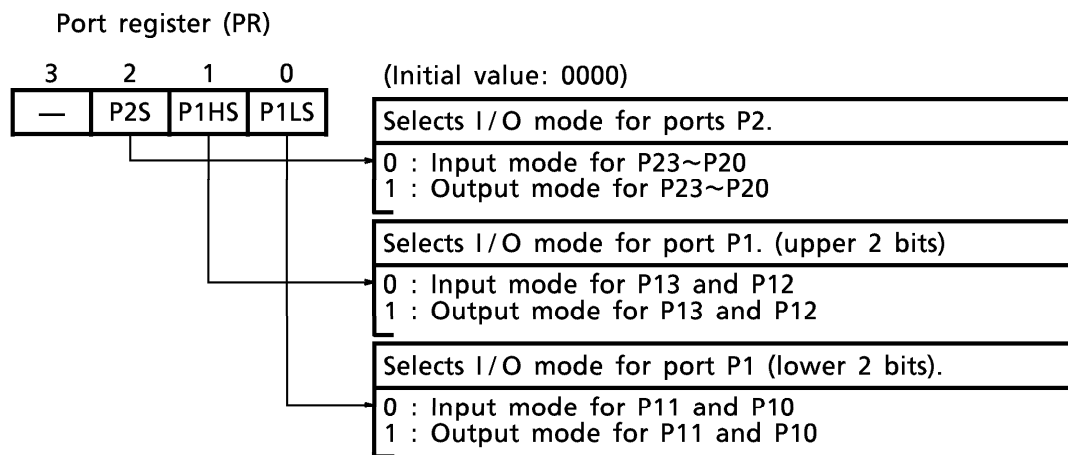 Port register (PR)
3 2 1 0
(Initial value: 0000)
— P2S P1HS P1LS
Selects I/O mode for ports P2.
0 : Input mode for P23~P20
1 : Output mode for P23~P20
Selects I/O mode for port P1. (upper 2 bits)
0 : Input mode for P13 and P12
1 : Output mode for P13 and P12
Selects I/O mode for port P1 (lower 2 bits).
0 : Input mode for P11 and P10
1 : Output mode for P11 and P10